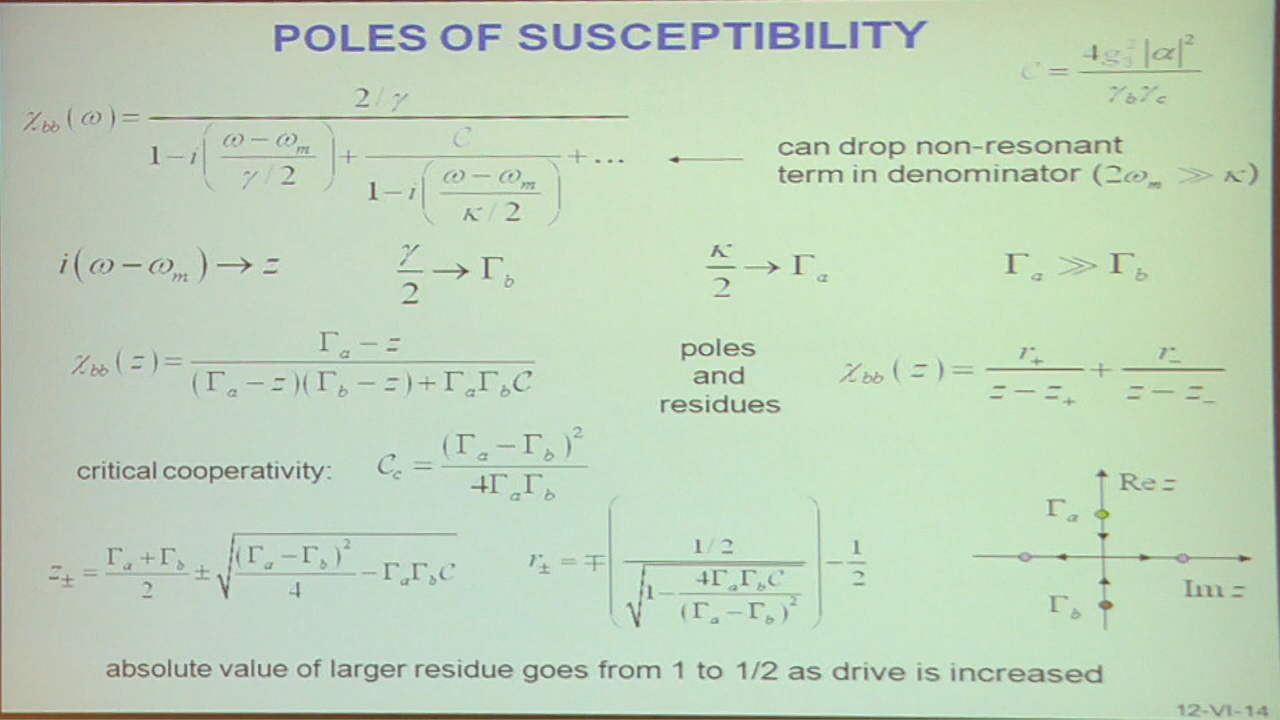 POLES OF SUSCEPTIBILITY
C = 4g₃²|α|² / γ_bγ_c
χ_bb(ω) = (2/γ) / (1 − i((ω − ω_m)/(γ/2)) + C/(1 − i((ω − ω_m)/(κ/2))) + ...)
can drop non-resonant
term in denominator (2ω_m ≫ κ)
i(ω − ω_m) → z γ/2 → Γ_b κ/2 → Γ_a Γ_a ≫ Γ_b
χ_bb(z) = (Γ_a − z) / ((Γ_a − z)(Γ_b − z) + Γ_aΓ_bC)
poles
and
residues
χ_bb(z) = r₊/(z − z₊) + r₋/(z − z₋)
critical cooperativity: C_c = (Γ_a − Γ_b)² / 4Γ_aΓ_b
z_± = (Γ_a + Γ_b)/2 ± √((Γ_a − Γ_b)²/4 − Γ_aΓ_bC)
r_± = ∓((1/2) / √(1 − 4Γ_aΓ_bC/(Γ_a − Γ_b)²)) − 1/2
Re z
Γ_a
Im z
Γ_b
absolute value of larger residue goes from 1 to 1/2 as drive is increased
12-VI-14